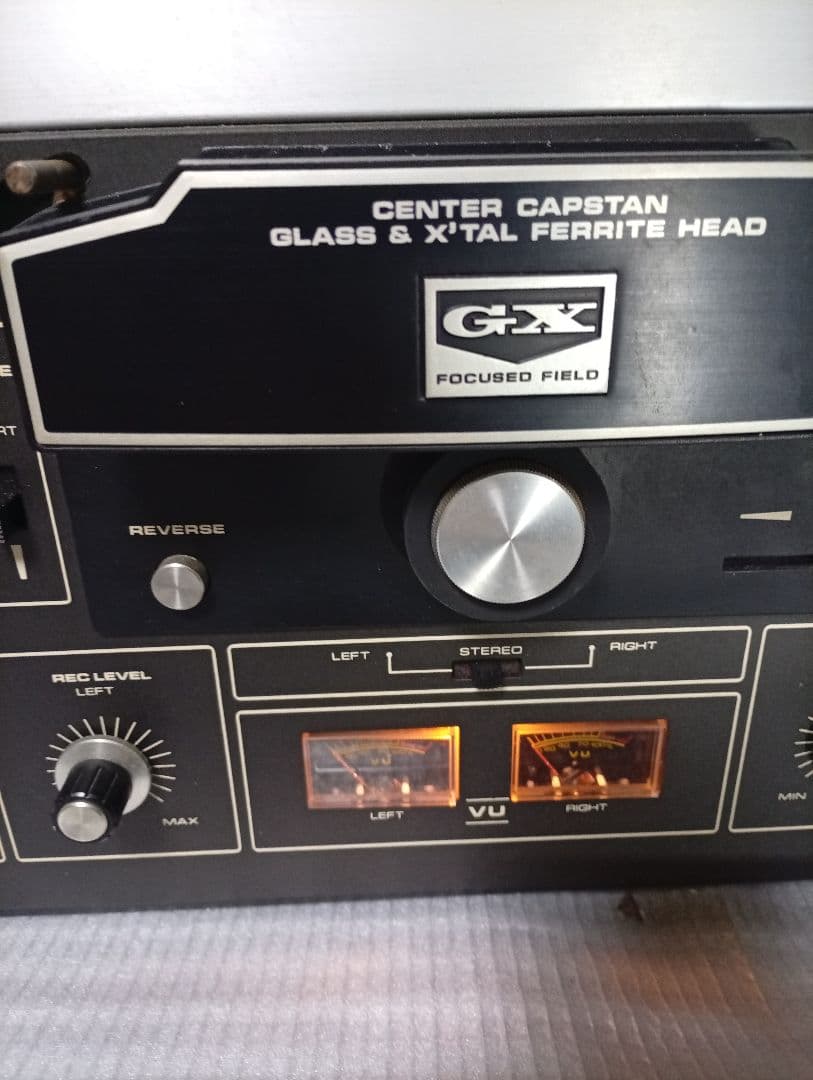 CENTER CAPSTAN
GLASS & X'TAL FERRITE HEAD
GX
FOCUSED FIELD
REVERSE
LEFT STEREO RIGHT
REC LEVEL
LEFT
MAX
VU
VU
LEFT
VU
RIGHT
MIN